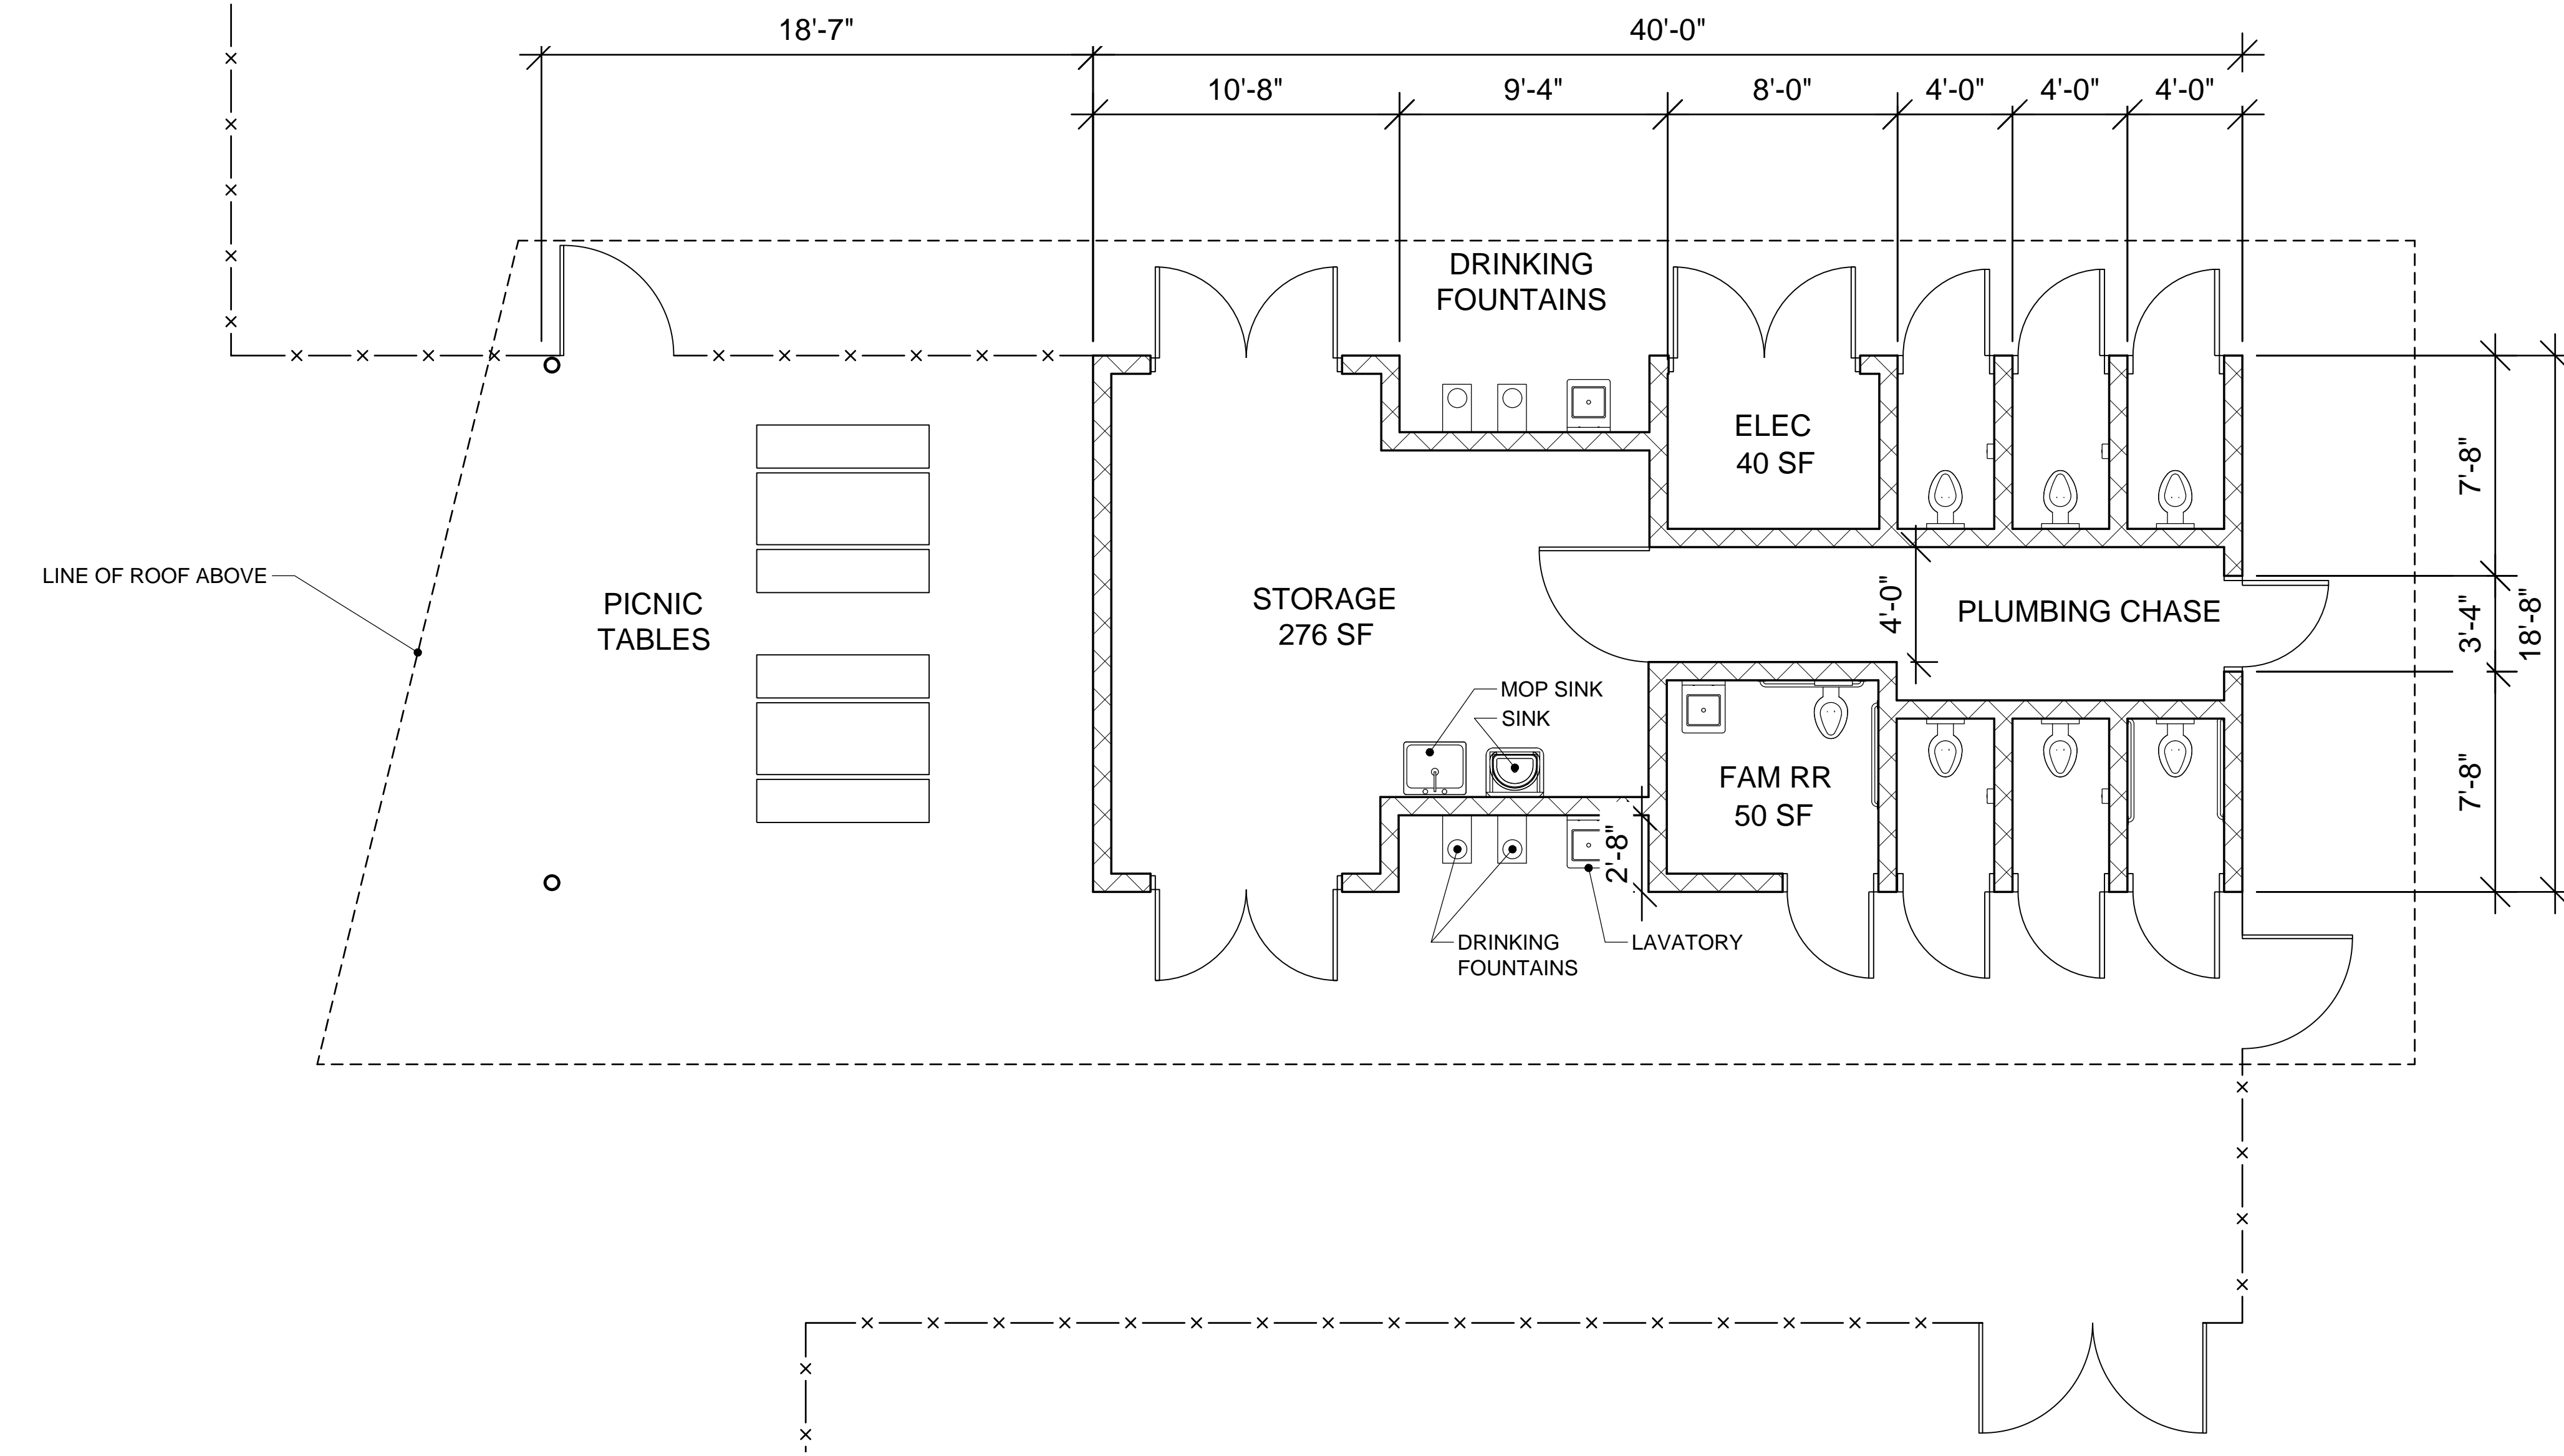 18'-7"
40'-0"
10'-8"
9'-4"
8'-0"
4'-0"
4'-0"
4'-0"
DRINKING
FOUNTAINS
ELEC
40 SF
7'-8"
LINE OF ROOF ABOVE
PICNIC
TABLES
STORAGE
276 SF
4'-0"
PLUMBING CHASE
3'-4"
18'-8"
MOP SINK
SINK
FAM RR
50 SF
7'-8"
2'-8"
DRINKING
FOUNTAINS
LAVATORY